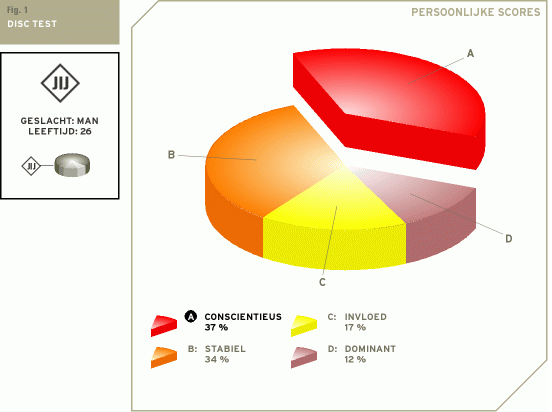 Fig. 1
DISC TEST
PERSOONLIJKE SCORES
JIJ
GESLACHT: MAN
LEEFTIJD: 26
JIJ
A
B
C
D
A CONSCIENTIEUS
37 %
B: STABIEL
34 %
C: INVLOED
17 %
D: DOMINANT
12 %